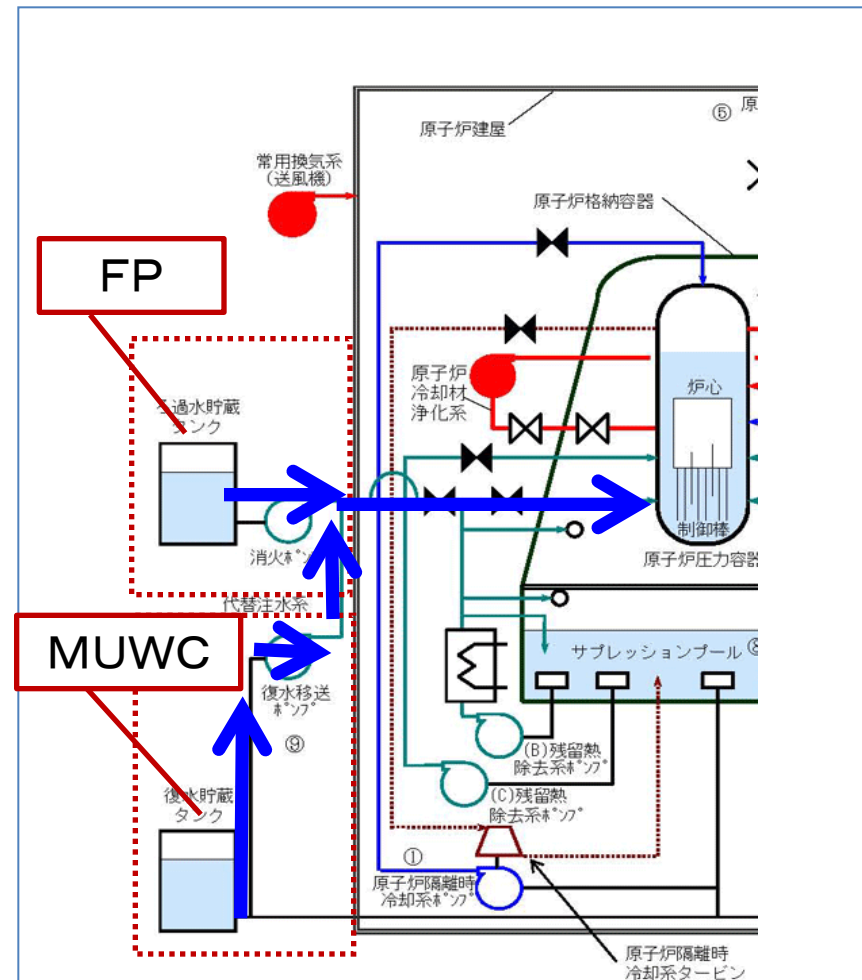 ⑤ 原
原子炉建屋
常用換気系
(送風機)
原子炉格納容器
FP
原子炉
冷却材
浄化系
炉心
過水貯蔵
タンク
制御棒
消火ポン
原子炉圧力容器
代替注水系
MUWC
サプレッションプール ⑧
復水移送
ポンプ
⑨
(B)残留熱
除去系ポンプ
(C)残留熱
除去系ポンプ
復水貯蔵
タンク
①
原子炉隔離時
冷却系ポンプ
原子炉隔離時
冷却系タービン